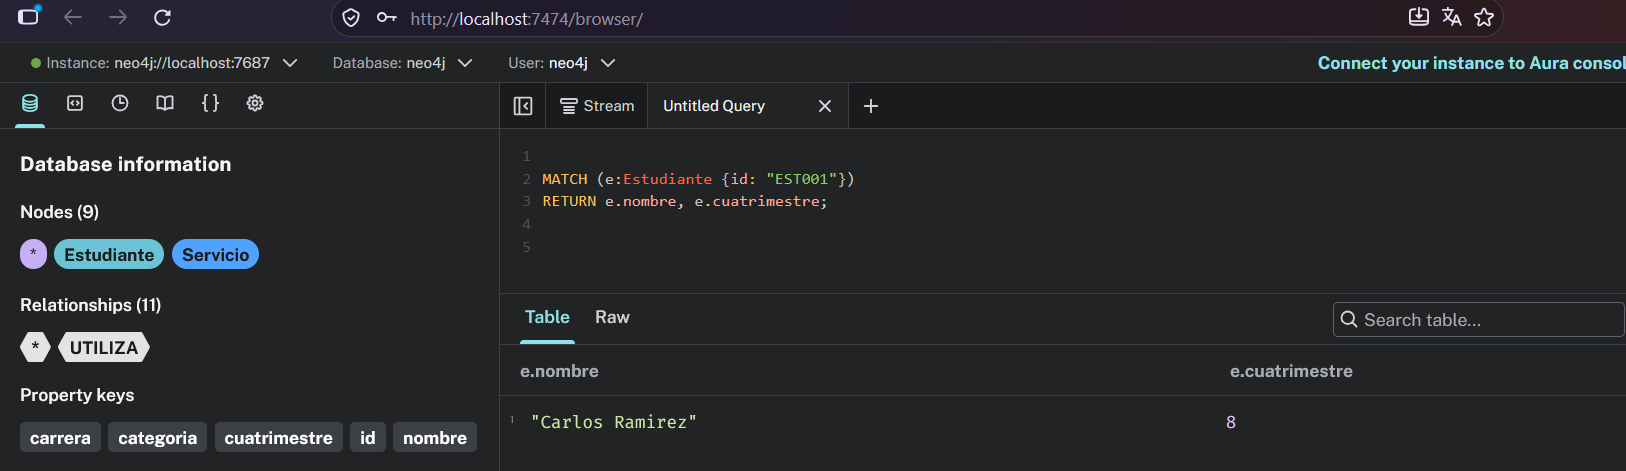 http://localhost:7474/browser/
Instance: neo4j://localhost:7687 Database: neo4j User: neo4j Connect your instance to Aura consol
Stream Untitled Query
Database information
Nodes (9)
* Estudiante Servicio
Relationships (11)
* UTILIZA
Property keys
carrera categoria cuatrimestre id nombre
1
2 MATCH (e:Estudiante {id: "EST001"})
3 RETURN e.nombre, e.cuatrimestre;
4
5
Table Raw Search table...
e.nombre e.cuatrimestre
1 "Carlos Ramirez" 8